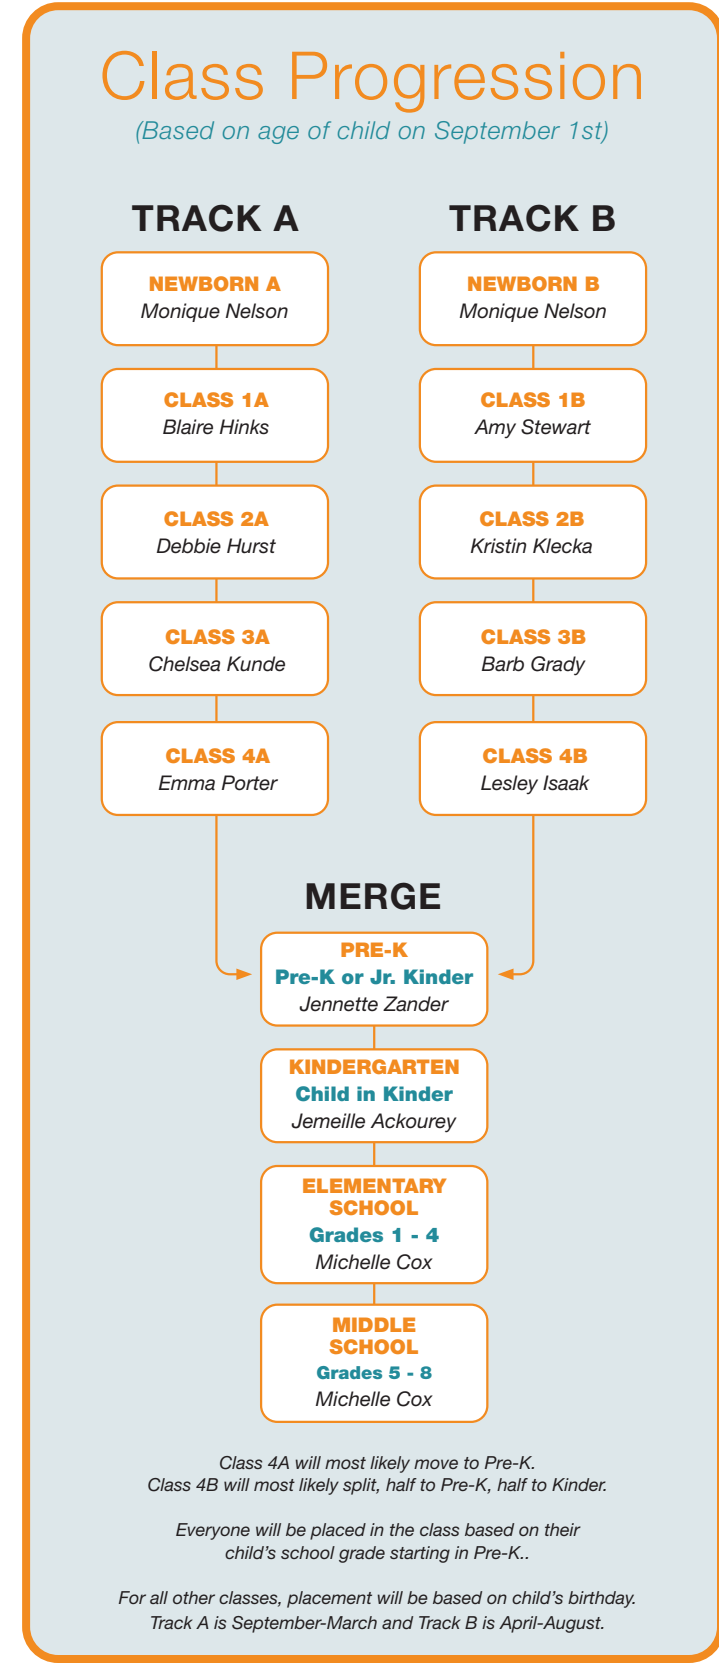 Class Progression
(Based on age of child on September 1st)
TRACK A
NEWBORN A
Monique Nelson
CLASS 1A
Blaire Hinks
CLASS 2A
Debbie Hurst
CLASS 3A
Chelsea Kunde
CLASS 4A
Emma Porter
TRACK B
NEWBORN B
Monique Nelson
CLASS 1B
Amy Stewart
CLASS 2B
Kristin Klecka
CLASS 3B
Barb Grady
CLASS 4B
Lesley Isaak
MERGE
PRE-K
Pre-K or Jr. Kinder
Jennette Zander
KINDERGARTEN
Child in Kinder
Jemeille Ackourey
ELEMENTARY
SCHOOL
Grades 1 - 4
Michelle Cox
MIDDLE
SCHOOL
Grades 5 - 8
Michelle Cox
Class 4A will most likely move to Pre-K.
Class 4B will most likely split, half to Pre-K, half to Kinder.
Everyone will be placed in the class based on their
child’s school grade starting in Pre-K..
For all other classes, placement will be based on child’s birthday.
Track A is September-March and Track B is April-August.